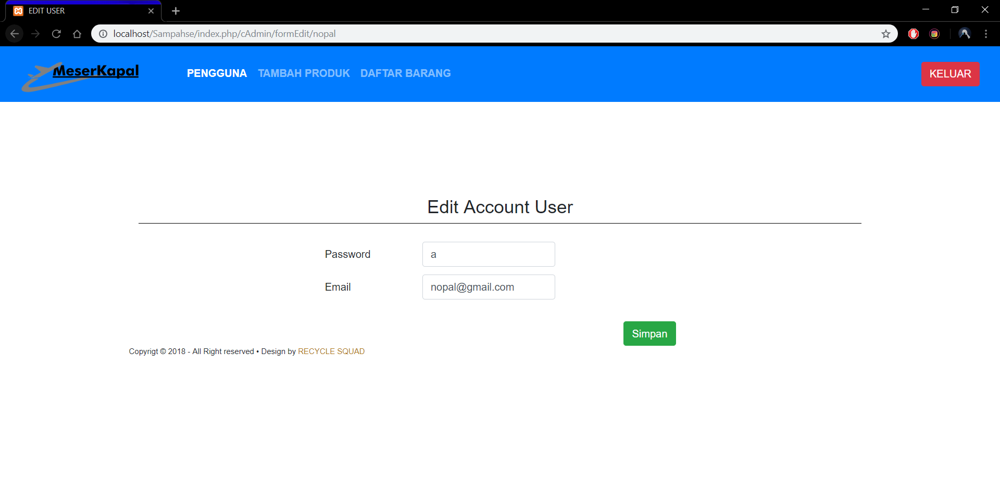 EDIT USER
localhost/Sampahse/index.php/cAdmin/formEdit/nopal
MeserKapal
PENGGUNA TAMBAH PRODUK DAFTAR BARANG
KELUAR
Edit Account User
Password a
Email nopal@gmail.com
Simpan
Copyrigt © 2018 - All Right reserved • Design by RECYCLE SQUAD